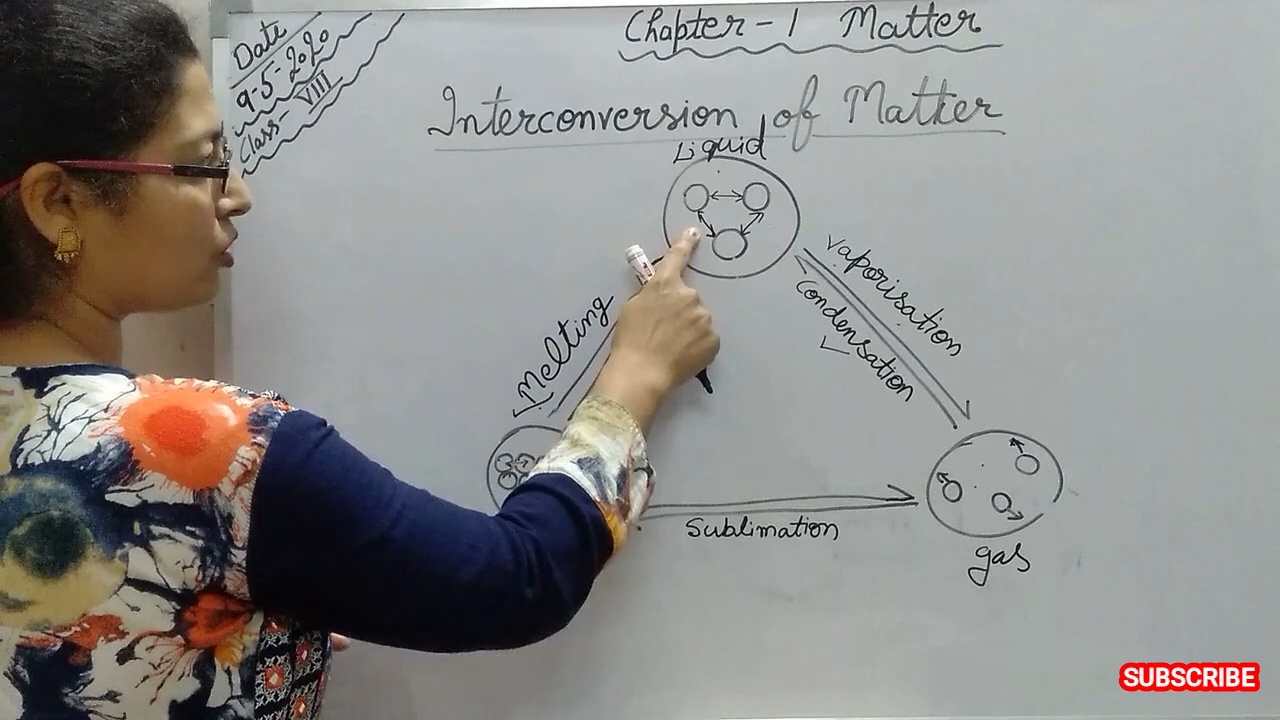 Date
9-5-2020
Class-VIII
Chapter-1 Matter
Interconversion of Matter
Liquid
Vaporisation
Condensation
Melting
Sublimation
gas
SUBSCRIBE